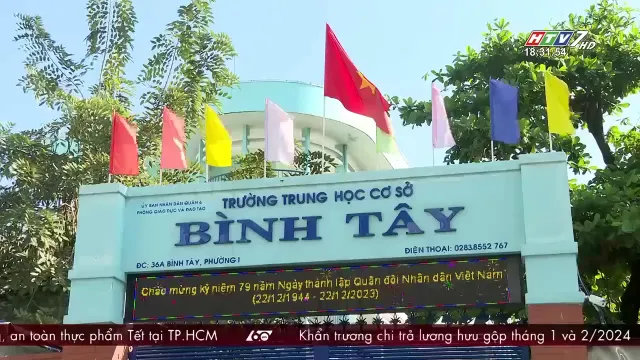 HTV7 HD
18:31:54
ỦY BAN NHÂN DÂN QUẬN 6
PHÒNG GIÁO DỤC VÀ ĐÀO TẠO
TRƯỜNG TRUNG HỌC CƠ SỞ
BÌNH TÂY
ĐC: 36A BÌNH TÂY, PHƯỜNG 1
ĐIỆN THOẠI: 02838552 767
Chào mừng kỷ niệm 79 năm Ngày thành lập Quân đội Nhân dân Việt Nam
(22/12/1944 - 22/12/2023)
, an toàn thực phẩm Tết tại TP.HCM
Khẩn trương chi trả lương hưu gộp tháng 1 và 2/2024